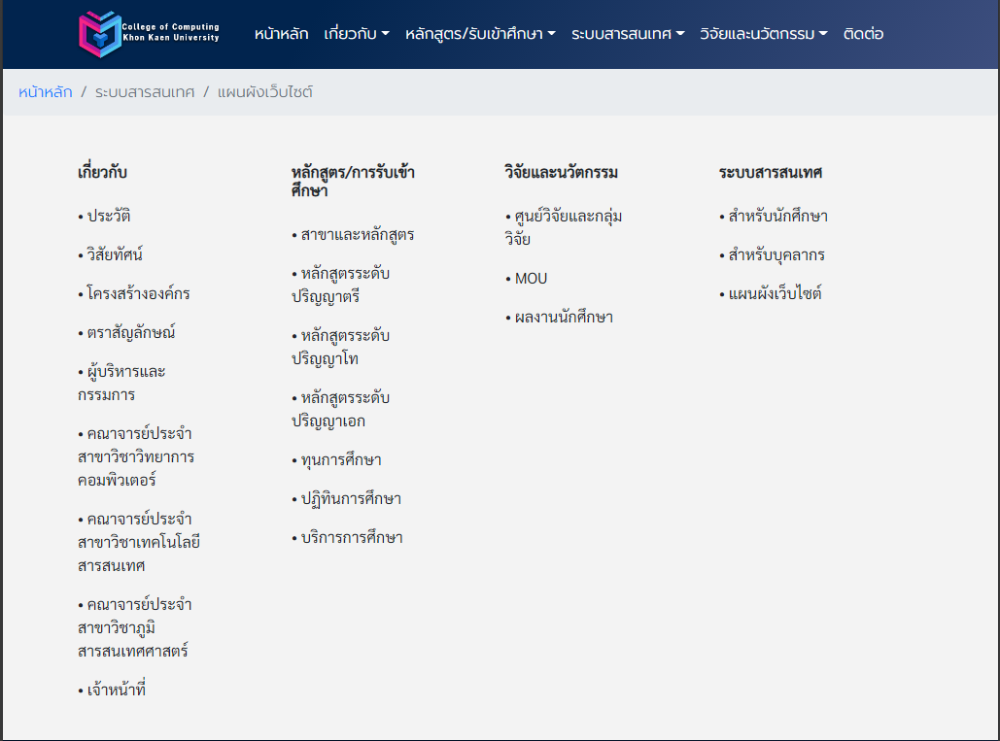 College of Computing
Khon Kaen University
หน้าหลัก เกี่ยวกับ หลักสูตร/รับเข้าศึกษา ระบบสารสนเทศ วิจัยและนวัตกรรม ติดต่อ
หน้าหลัก / ระบบสารสนเทศ / แผนผังเว็บไซต์
เกี่ยวกับ
• ประวัติ
• วิสัยทัศน์
• โครงสร้างองค์กร
• ตราสัญลักษณ์
• ผู้บริหารและ
กรรมการ
• คณาจารย์ประจำ
สาขาวิชาวิทยาการ
คอมพิวเตอร์
• คณาจารย์ประจำ
สาขาวิชาเทคโนโลยี
สารสนเทศ
• คณาจารย์ประจำ
สาขาวิชาภูมิ
สารสนเทศศาสตร์
• เจ้าหน้าที่
หลักสูตร/การรับเข้า
ศึกษา
• สาขาและหลักสูตร
• หลักสูตรระดับ
ปริญญาตรี
• หลักสูตรระดับ
ปริญญาโท
• หลักสูตรระดับ
ปริญญาเอก
• ทุนการศึกษา
• ปฏิทินการศึกษา
• บริการการศึกษา
วิจัยและนวัตกรรม
• ศูนย์วิจัยและกลุ่ม
วิจัย
• MOU
• ผลงานนักศึกษา
ระบบสารสนเทศ
• สำหรับนักศึกษา
• สำหรับบุคลากร
• แผนผังเว็บไซต์